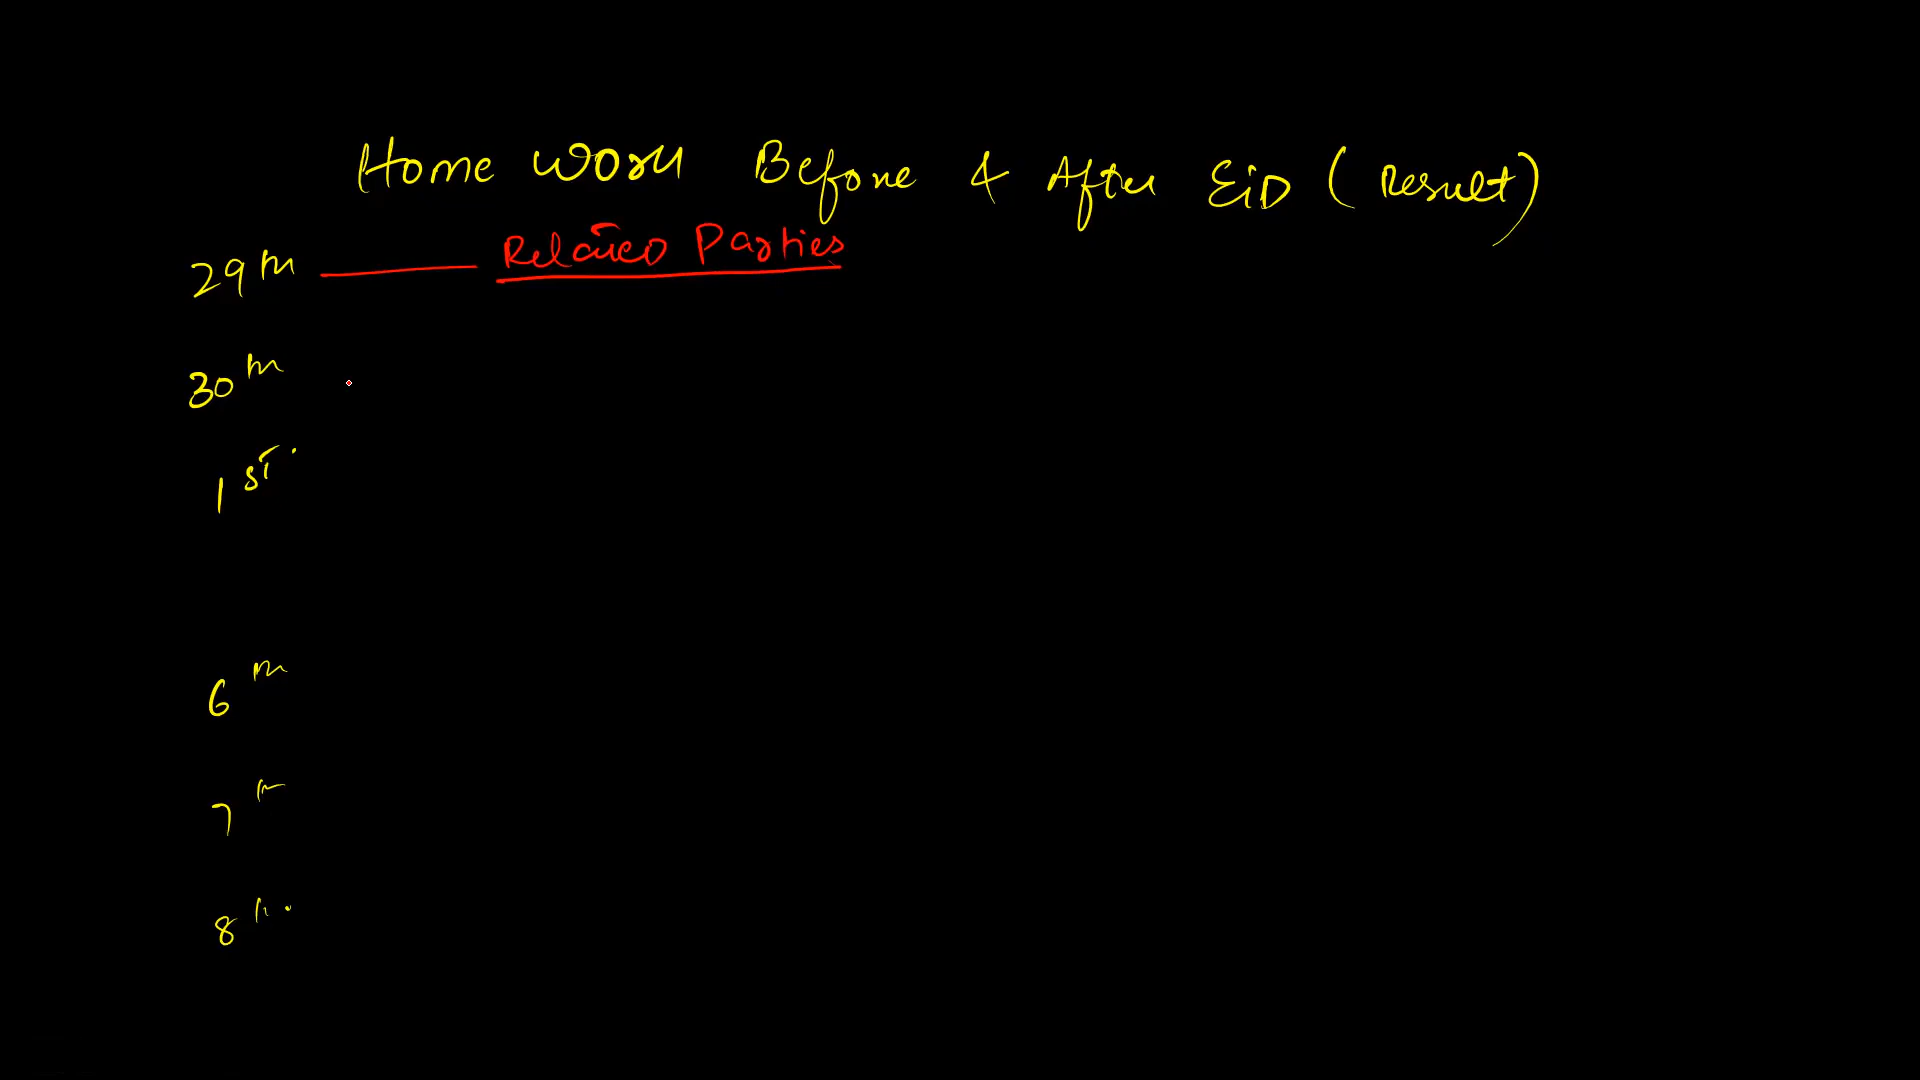 Home Work Before & After EiD (Result)
29th — Related Parties
30th
1st.
6th
7th
8th.